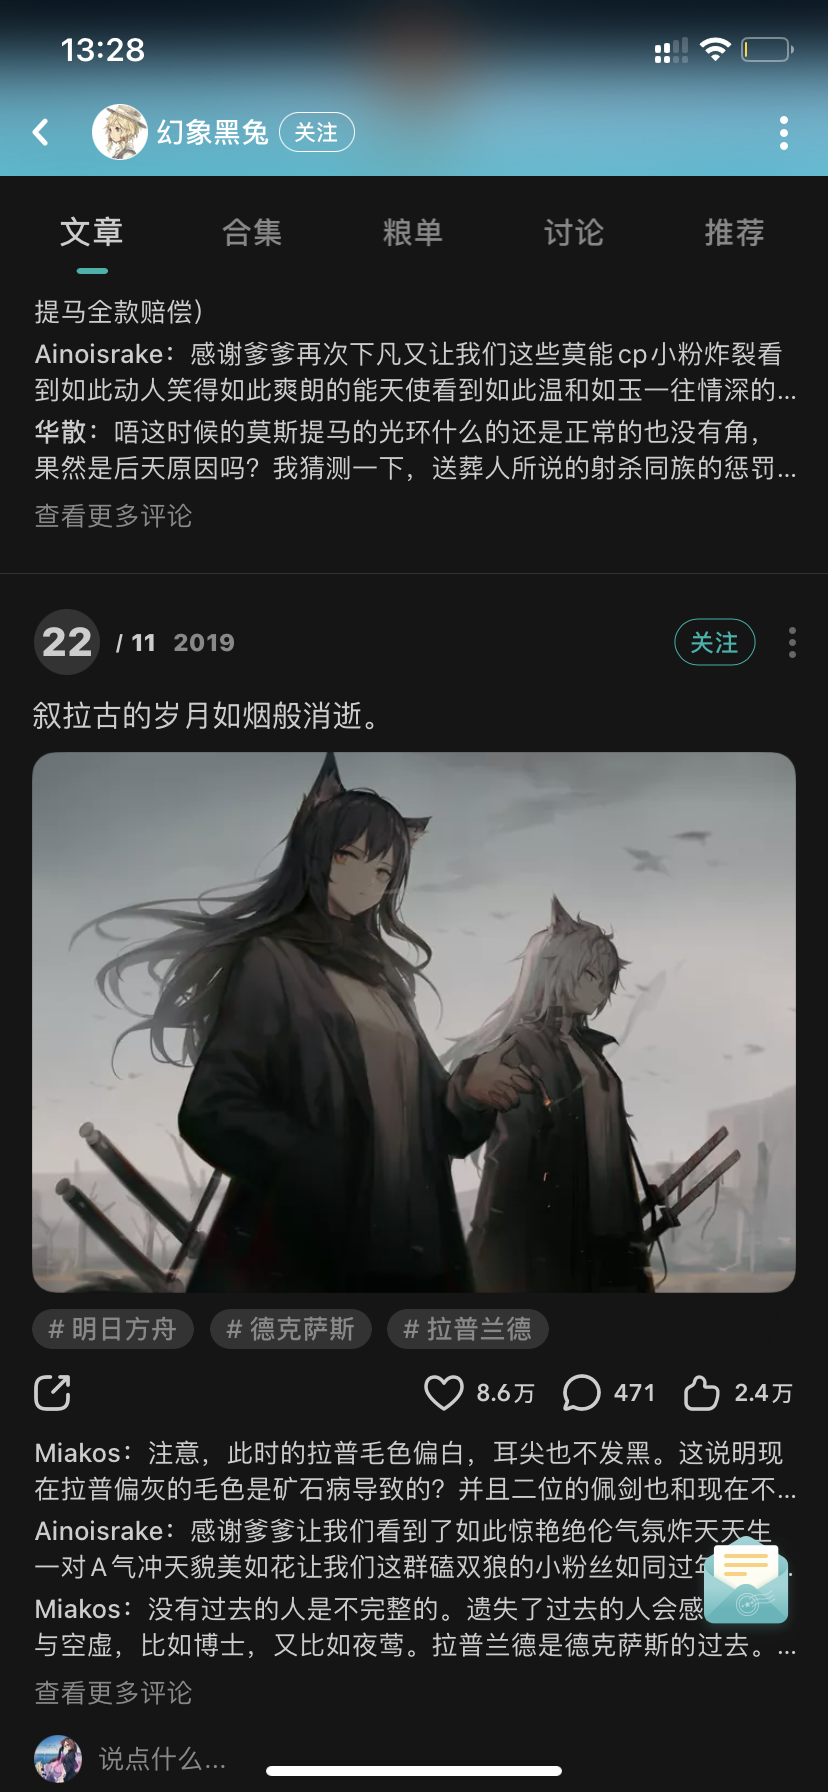 13:28
幻象黑兔 关注
文章 合集 粮单 讨论 推荐
提马全款赔偿）
Ainoisrake：感谢爹爹再次下凡又让我们这些莫能cp小粉炸裂看
到如此动人笑得如此爽朗的能天使看到如此温和如玉一往情深的...
华散：唔这时候的莫斯提马的光环什么的还是正常的也没有角，
果然是后天原因吗？我猜测一下，送葬人所说的射杀同族的惩罚...
查看更多评论
22 / 11 2019 关注
叙拉古的岁月如烟般消逝。
# 明日方舟 # 德克萨斯 # 拉普兰德
8.6万 471 2.4万
Miakos：注意，此时的拉普毛色偏白，耳尖也不发黑。这说明现
在拉普偏灰的毛色是矿石病导致的？并且二位的佩剑也和现在不...
Ainoisrake：感谢爹爹让我们看到了如此惊艳绝伦气氛炸天天生
一对A气冲天貌美如花让我们这群磕双狼的小粉丝如同过年
Miakos：没有过去的人是不完整的。遗失了过去的人会感
与空虚，比如博士，又比如夜莺。拉普兰德是德克萨斯的过去。...
查看更多评论
说点什么...